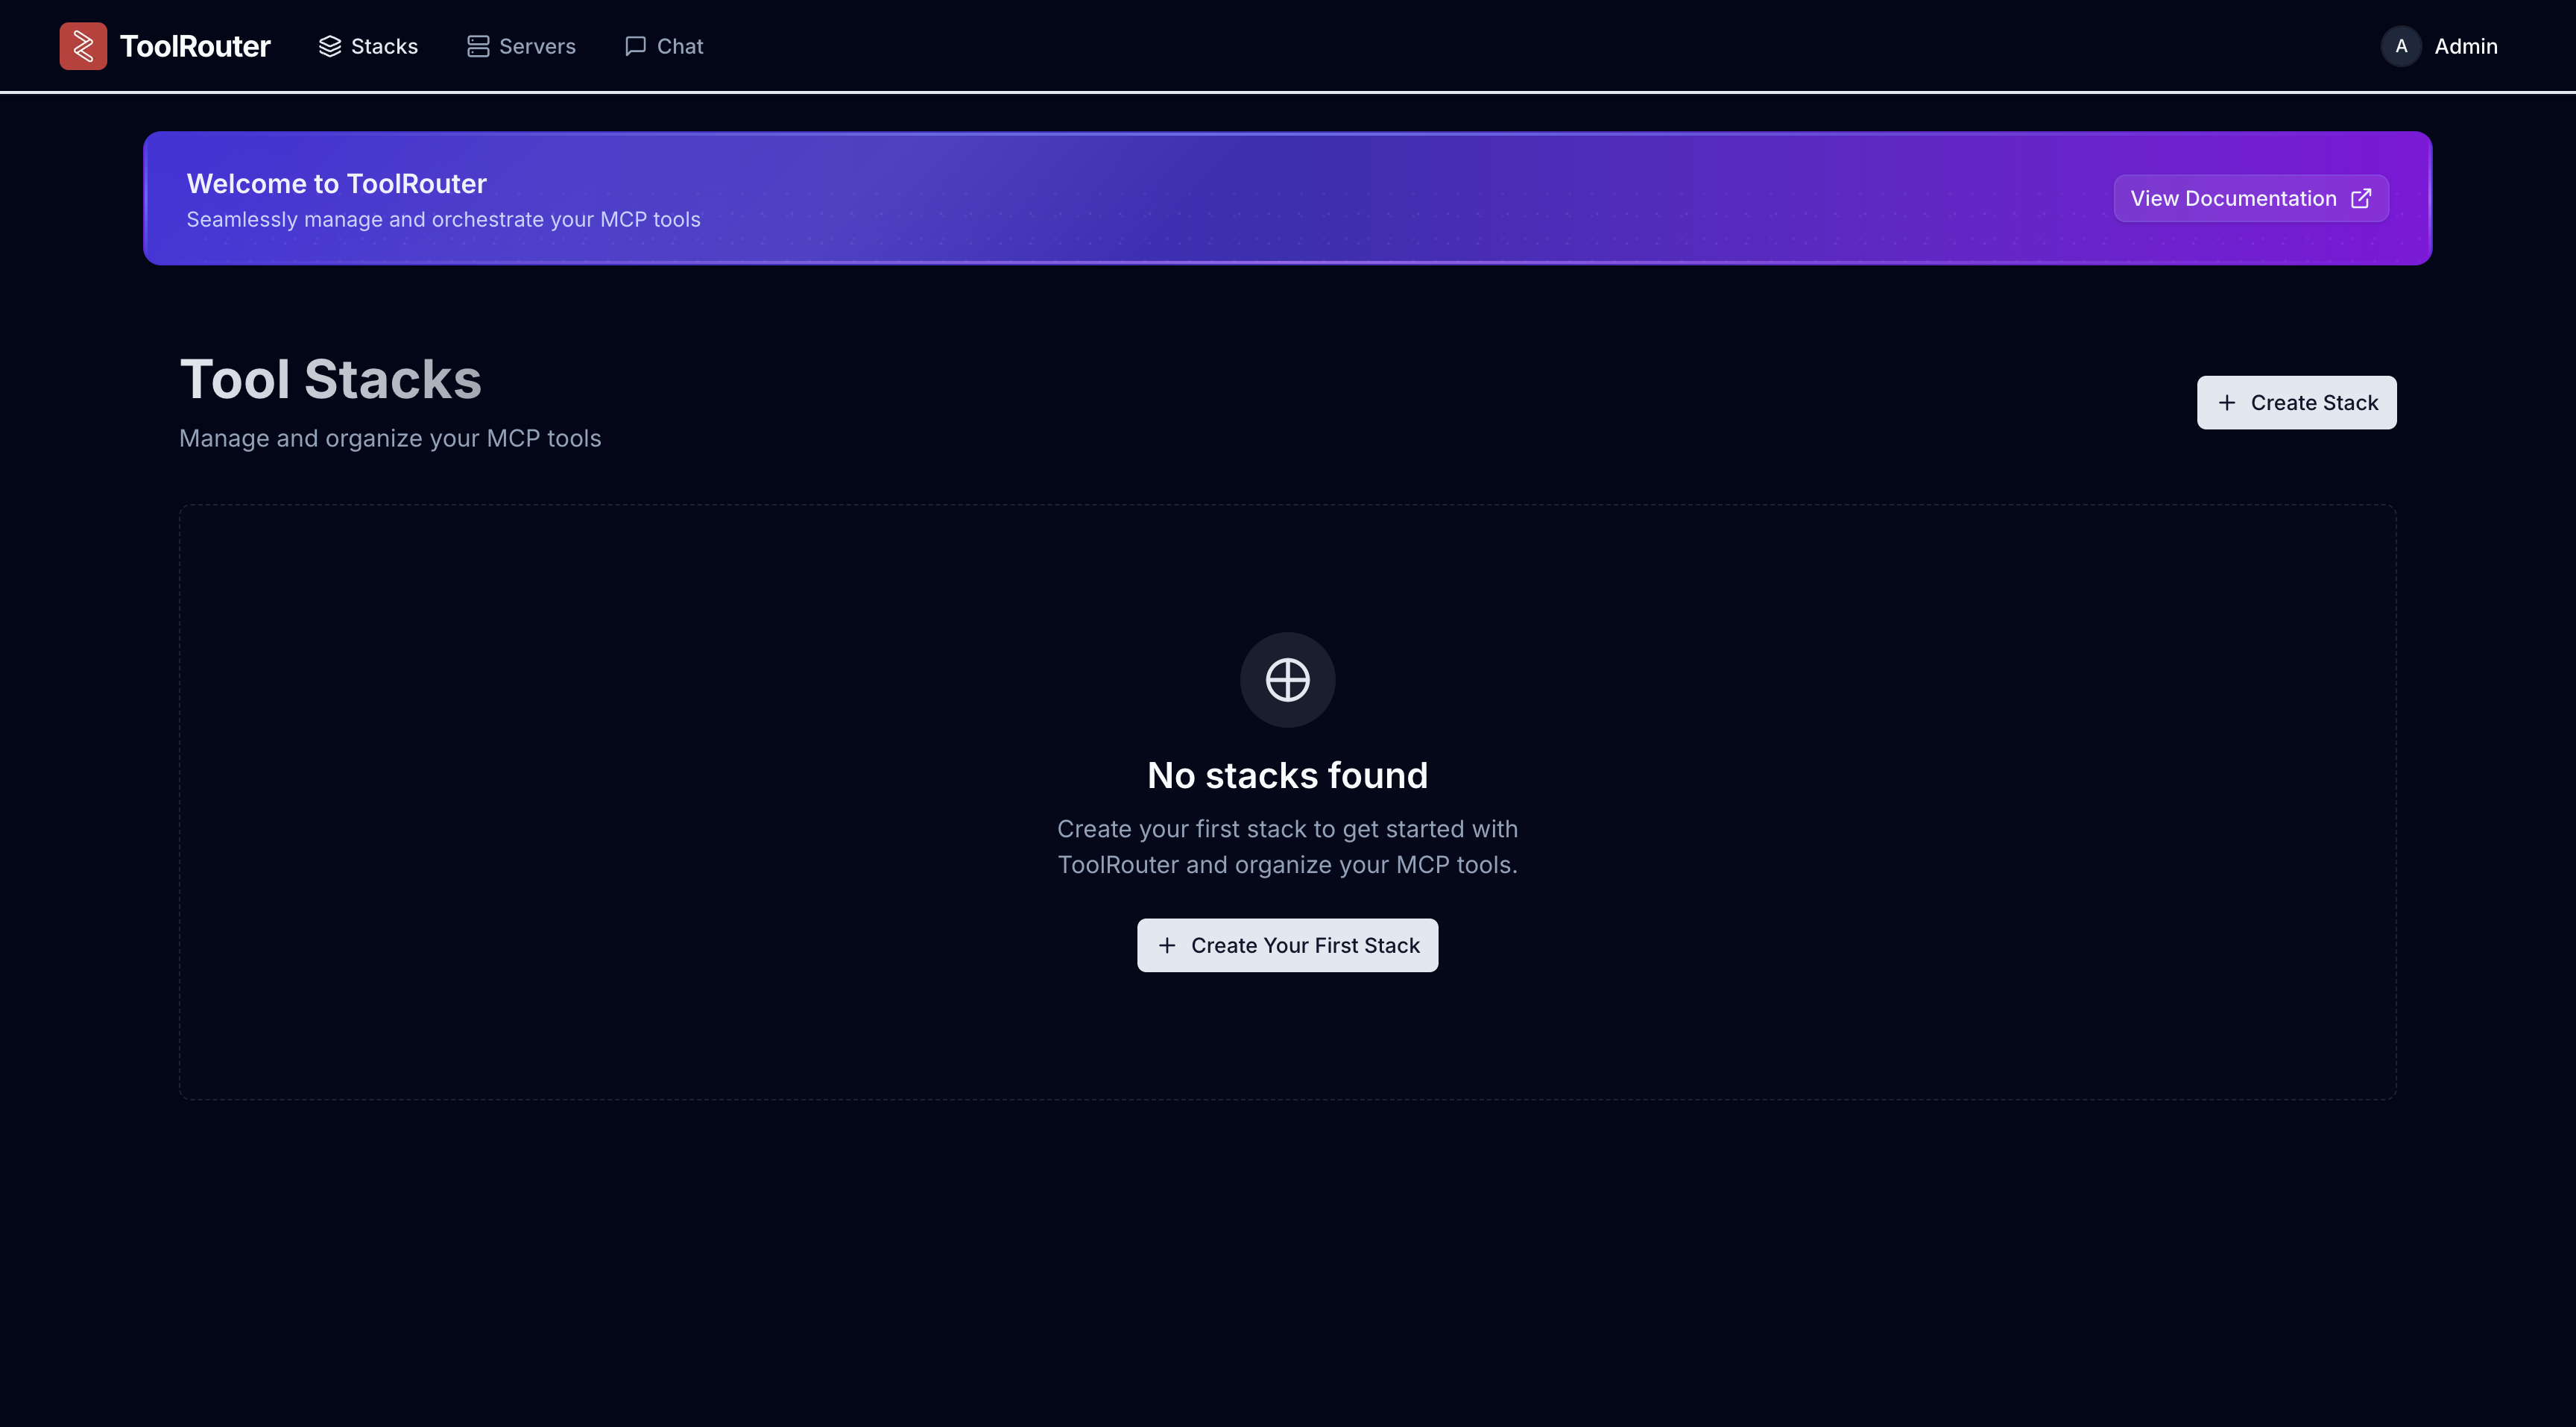 ToolRouter
Stacks
Servers
Chat
A
Admin
Welcome to ToolRouter
Seamlessly manage and orchestrate your MCP tools
View Documentation
Tool Stacks
Manage and organize your MCP tools
Create Stack
No stacks found
Create your first stack to get started with
ToolRouter and organize your MCP tools.
Create Your First Stack